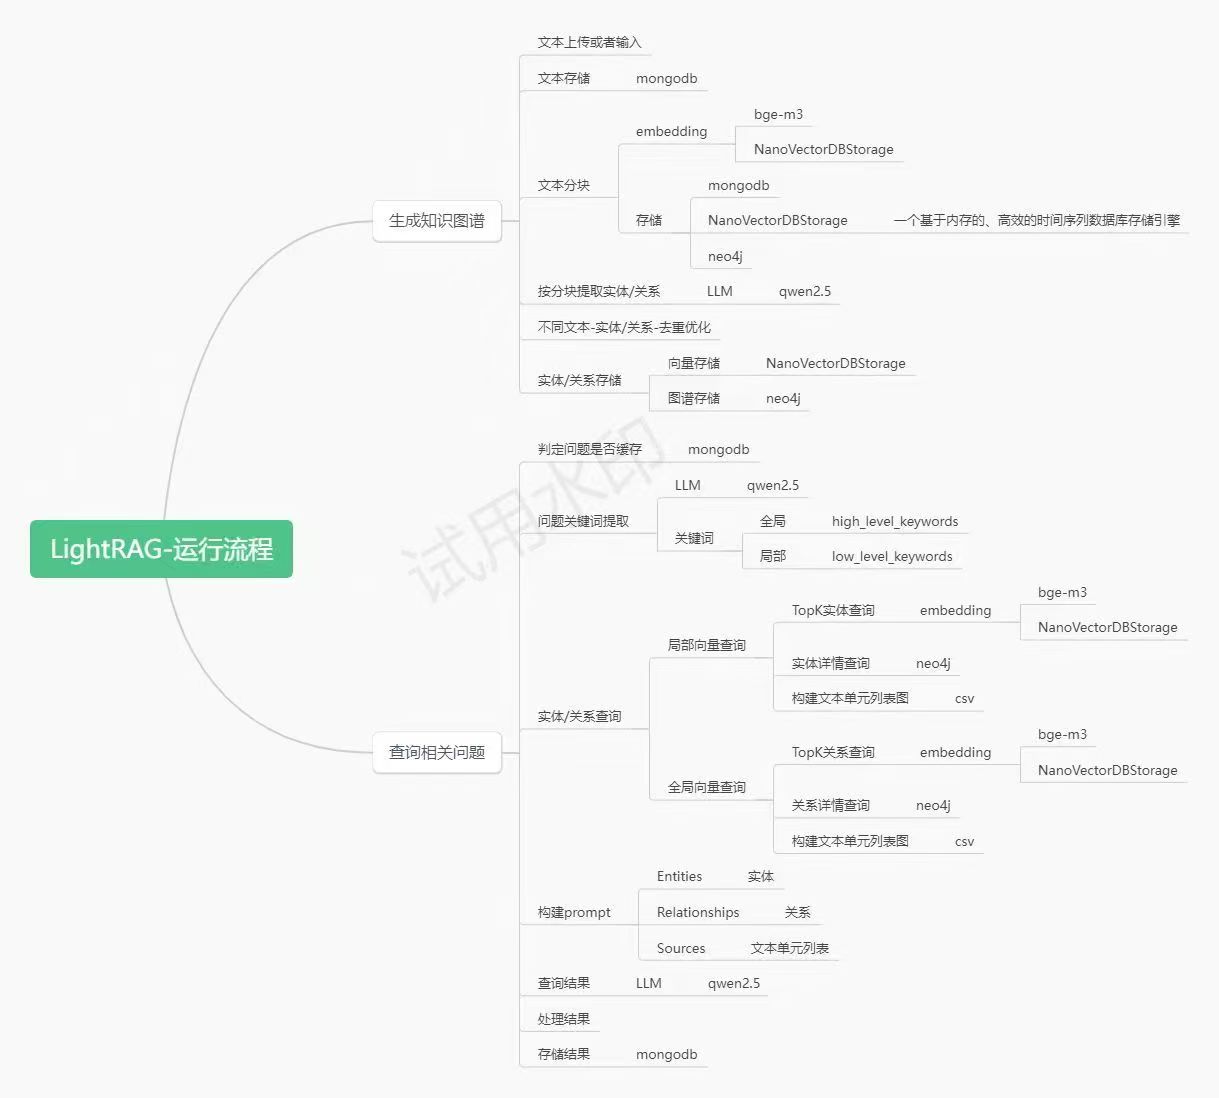 LightRAG-运行流程
生成知识图谱
文本上传或者输入
文本存储 mongodb
文本分块
embedding
bge-m3
NanoVectorDBStorage
存储
mongodb
NanoVectorDBStorage 一个基于内存的、高效的时间序列数据库存储引擎
neo4j
按分块提取实体/关系 LLM qwen2.5
不同文本-实体/关系-去重优化
实体/关系存储
向量存储 NanoVectorDBStorage
图谱存储 neo4j
查询相关问题
判定问题是否缓存 mongodb
问题关键词提取
LLM qwen2.5
关键词
全局 high_level_keywords
局部 low_level_keywords
实体/关系查询
局部向量查询
TopK实体查询 embedding
bge-m3
NanoVectorDBStorage
实体详情查询 neo4j
构建文本单元列表图 csv
全局向量查询
TopK关系查询 embedding
bge-m3
NanoVectorDBStorage
关系详情查询 neo4j
构建文本单元列表图 csv
构建prompt
Entities 实体
Relationships 关系
Sources 文本单元列表
查询结果 LLM qwen2.5
处理结果
存储结果 mongodb
试用水印